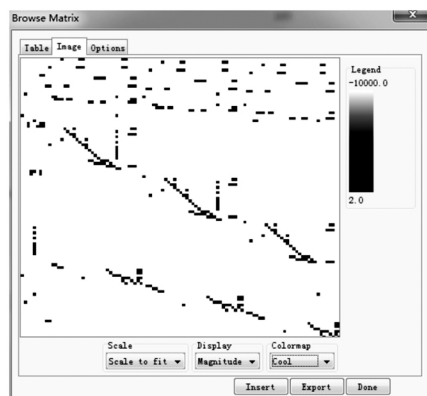 Browse Matrix
Table Image Options
Legend
-10000.0
2.0
Scale Display Colormap
Scale to fit Magnitude Cool
Insert Export Done